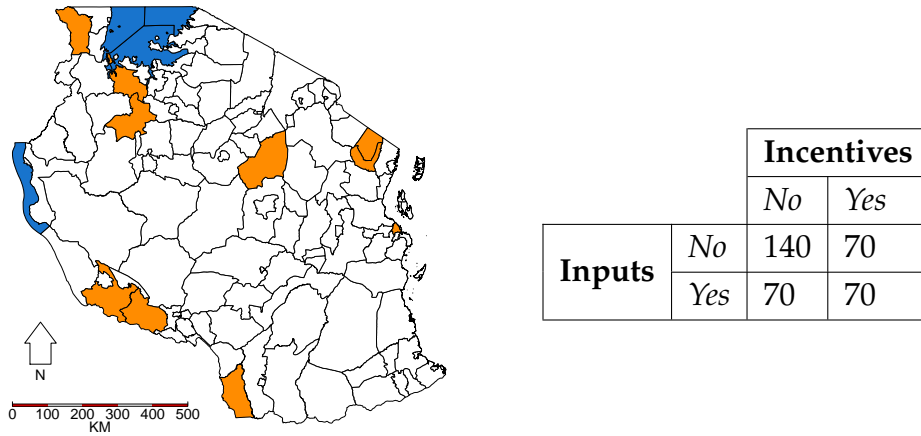 N
0 100 200 300 400 500
KM
Incentives
No Yes
Inputs No 140 70
Yes 70 70